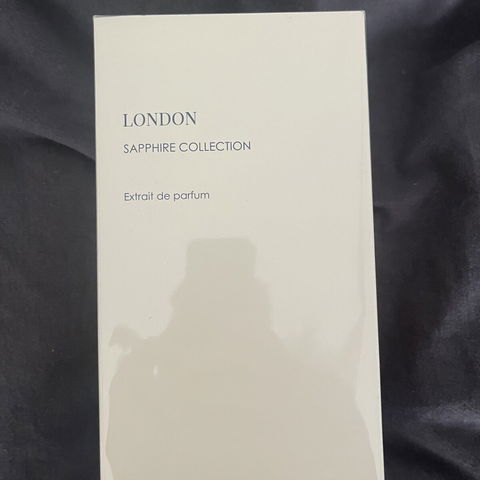 LONDON
SAPPHIRE COLLECTION
Extrait de parfum